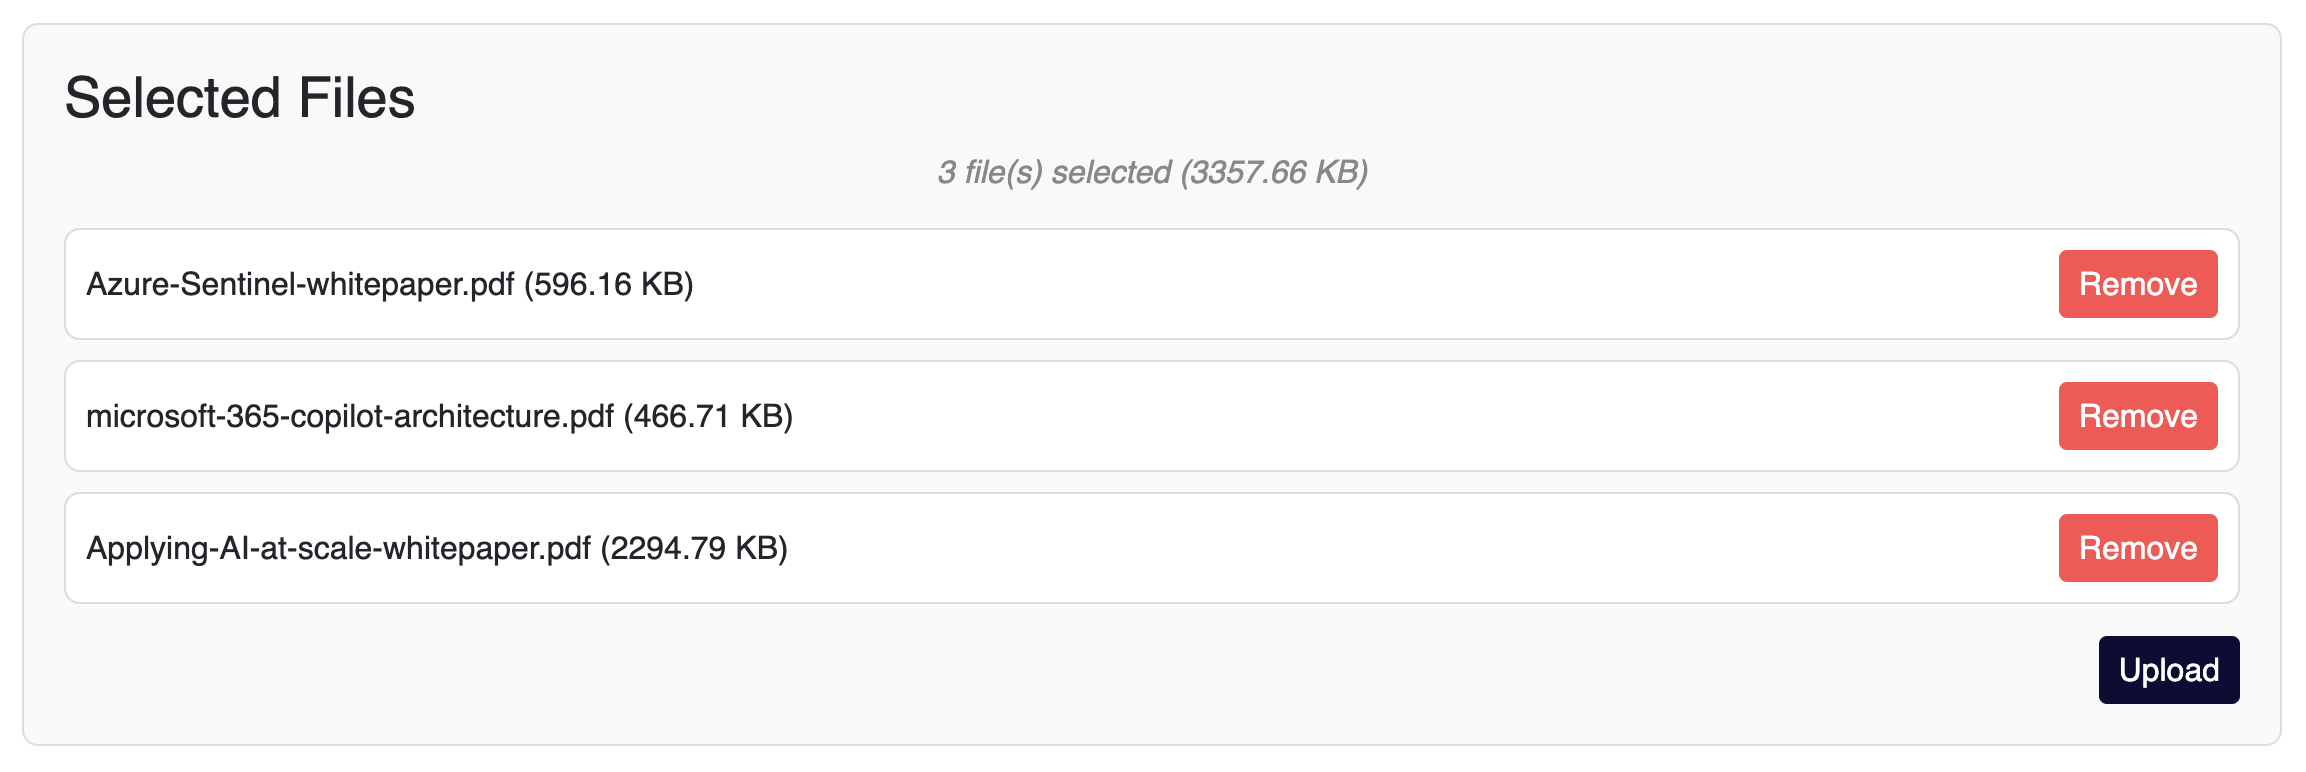 Selected Files
3 file(s) selected (3357.66 KB)
Azure-Sentinel-whitepaper.pdf (596.16 KB)
Remove
microsoft-365-copilot-architecture.pdf (466.71 KB)
Remove
Applying-AI-at-scale-whitepaper.pdf (2294.79 KB)
Remove
Upload